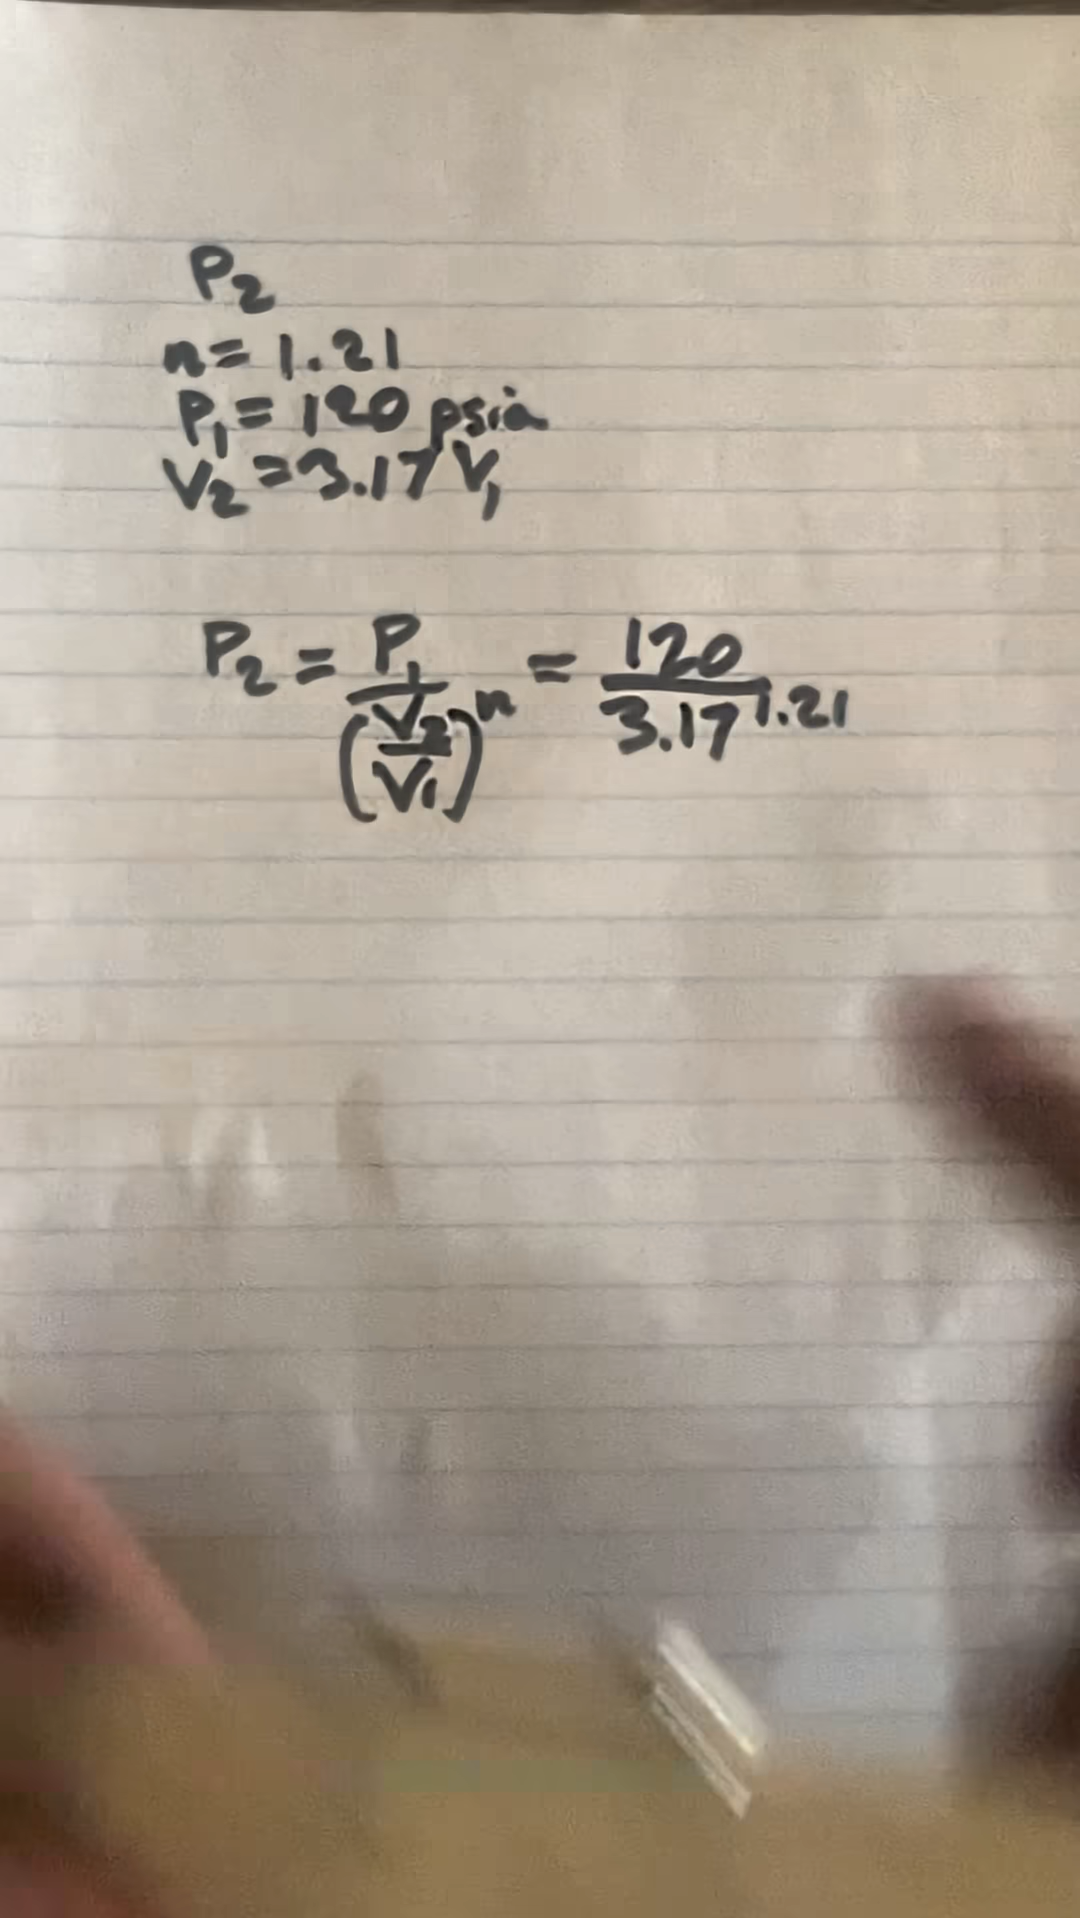 P₂
n = 1.21
P₁ = 120 psia
V₂ = 3.17 V₁
P₂ = P₁ / (V₂/V₁)ⁿ = 120 / 3.17^1.21